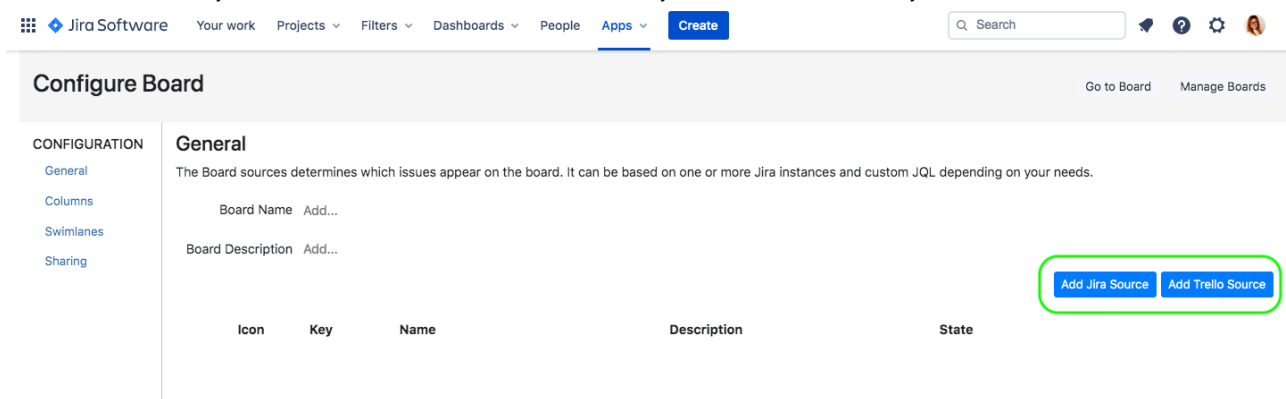 Jira Software Your work Projects Filters Dashboards People Apps Create Search
Configure Board
Go to Board Manage Boards
CONFIGURATION
General
Columns
Swimlanes
Sharing
General
The Board sources determines which issues appear on the board. It can be based on one or more Jira instances and custom JQL depending on your needs.
Board Name Add...
Board Description Add...
Add Jira Source Add Trello Source
Icon Key Name Description State